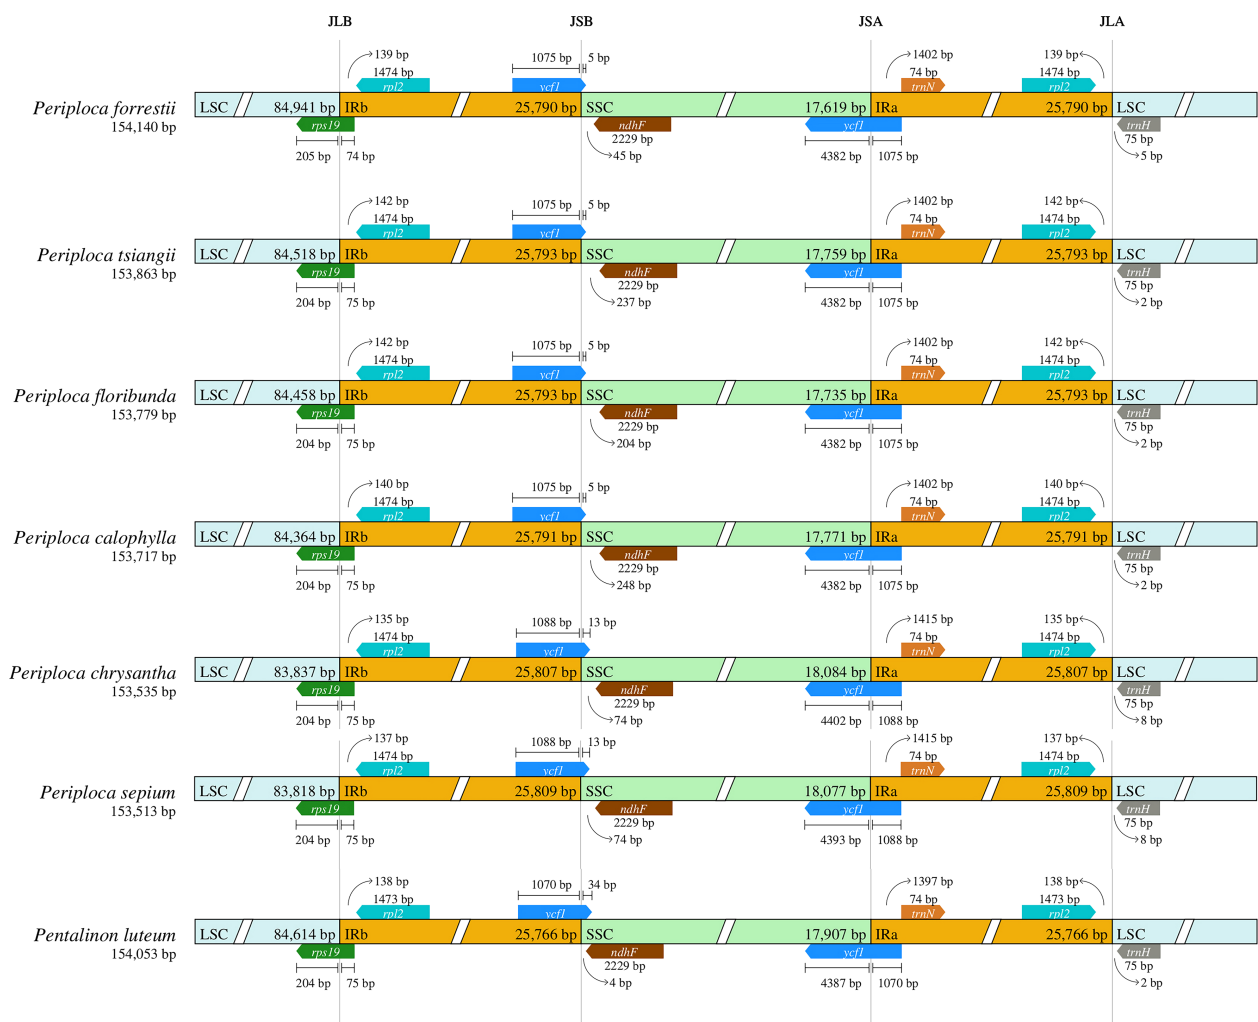 JLB JSB JSA JLA
139 bp 1075 bp 5 bp 1402 bp 139 bp
1474 bp 74 bp 1474 bp
rpl2 ycf1 trnN rpl2
Periploca forrestii LSC 84,941 bp IRb 25,790 bp SSC 17,619 bp IRa 25,790 bp LSC
154,140 bp rps19 ndhF ycf1 trnH
2229 bp 75 bp
205 bp 74 bp 45 bp 4382 bp 1075 bp 5 bp
142 bp 1075 bp 5 bp 1402 bp 142 bp
1474 bp 74 bp 1474 bp
rpl2 ycf1 trnN rpl2
Periploca tsiangii LSC 84,518 bp IRb 25,793 bp SSC 17,759 bp IRa 25,793 bp LSC
153,863 bp rps19 ndhF ycf1 trnH
2229 bp 75 bp
204 bp 75 bp 237 bp 4382 bp 1075 bp 2 bp
142 bp 1075 bp 5 bp 1402 bp 142 bp
1474 bp 74 bp 1474 bp
rpl2 ycf1 trnN rpl2
Periploca floribunda LSC 84,458 bp IRb 25,793 bp SSC 17,735 bp IRa 25,793 bp LSC
153,779 bp rps19 ndhF ycf1 trnH
2229 bp 75 bp
204 bp 75 bp 204 bp 4382 bp 1075 bp 2 bp
140 bp 1075 bp 5 bp 1402 bp 140 bp
1474 bp 74 bp 1474 bp
rpl2 ycf1 trnN rpl2
Periploca calophylla LSC 84,364 bp IRb 25,791 bp SSC 17,771 bp IRa 25,791 bp LSC
153,717 bp rps19 ndhF ycf1 trnH
2229 bp 75 bp
204 bp 75 bp 248 bp 4382 bp 1075 bp 2 bp
135 bp 1088 bp 13 bp 1415 bp 135 bp
1474 bp 74 bp 1474 bp
rpl2 ycf1 trnN rpl2
Periploca chrysantha LSC 83,837 bp IRb 25,807 bp SSC 18,084 bp IRa 25,807 bp LSC
153,535 bp rps19 ndhF ycf1 trnH
2229 bp 75 bp
204 bp 75 bp 74 bp 4402 bp 1088 bp 8 bp
137 bp 1088 bp 13 bp 1415 bp 137 bp
1474 bp 74 bp 1474 bp
rpl2 ycf1 trnN rpl2
Periploca sepium LSC 83,818 bp IRb 25,809 bp SSC 18,077 bp IRa 25,809 bp LSC
153,513 bp rps19 ndhF ycf1 trnH
2229 bp 75 bp
204 bp 75 bp 74 bp 4393 bp 1088 bp 8 bp
138 bp 1070 bp 34 bp 1397 bp 138 bp
1473 bp 74 bp 1473 bp
rpl2 ycf1 trnN rpl2
Pentalinon luteum LSC 84,614 bp IRb 25,766 bp SSC 17,907 bp IRa 25,766 bp LSC
154,053 bp rps19 ndhF ycf1 trnH
2229 bp 75 bp
204 bp 75 bp 4 bp 4387 bp 1070 bp 2 bp